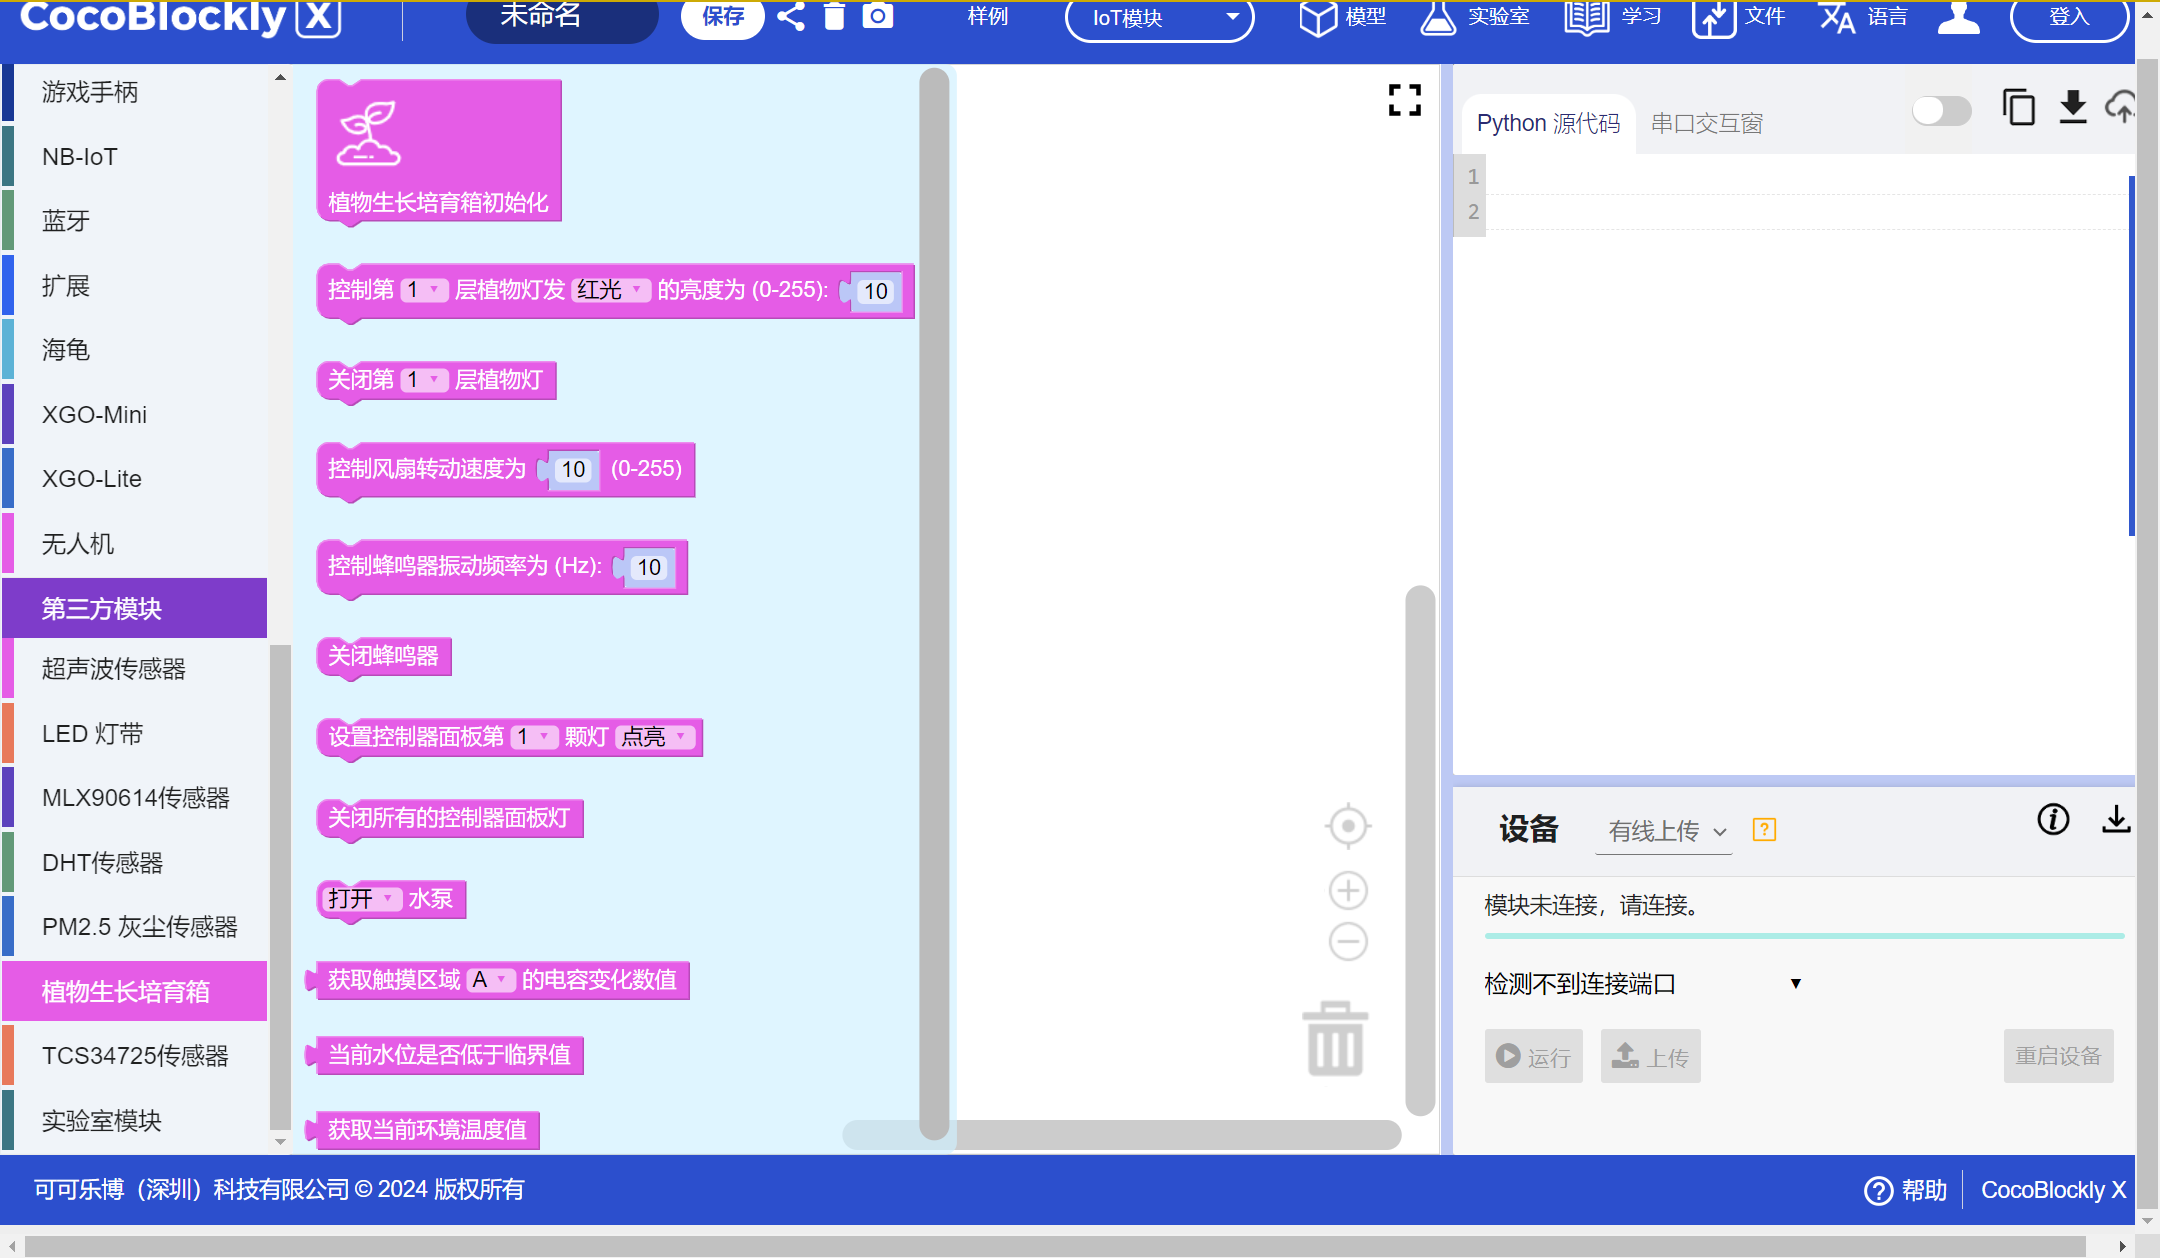 CocoBlockly X
未命名
保存
样例
IoT模块
模型
实验室
学习
文件
语言
登入
游戏手柄
NB-IoT
蓝牙
扩展
海龟
XGO-Mini
XGO-Lite
无人机
第三方模块
超声波传感器
LED 灯带
MLX90614传感器
DHT传感器
PM2.5 灰尘传感器
植物生长培育箱
TCS34725传感器
实验室模块
植物生长培育箱初始化
控制第 1 层植物灯发 红光 的亮度为 (0-255): 10
关闭第 1 层植物灯
控制风扇转动速度为 10 (0-255)
控制蜂鸣器振动频率为 (Hz): 10
关闭蜂鸣器
设置控制器面板第 1 颗灯 点亮
关闭所有的控制器面板灯
打开 水泵
获取触摸区域 A 的电容变化数值
当前水位是否低于临界值
获取当前环境温度值
Python 源代码
串口交互窗
1
2
设备
有线上传
?
模块未连接，请连接。
检测不到连接端口
运行
上传
重启设备
可可乐博（深圳）科技有限公司 © 2024 版权所有
帮助
CocoBlockly X